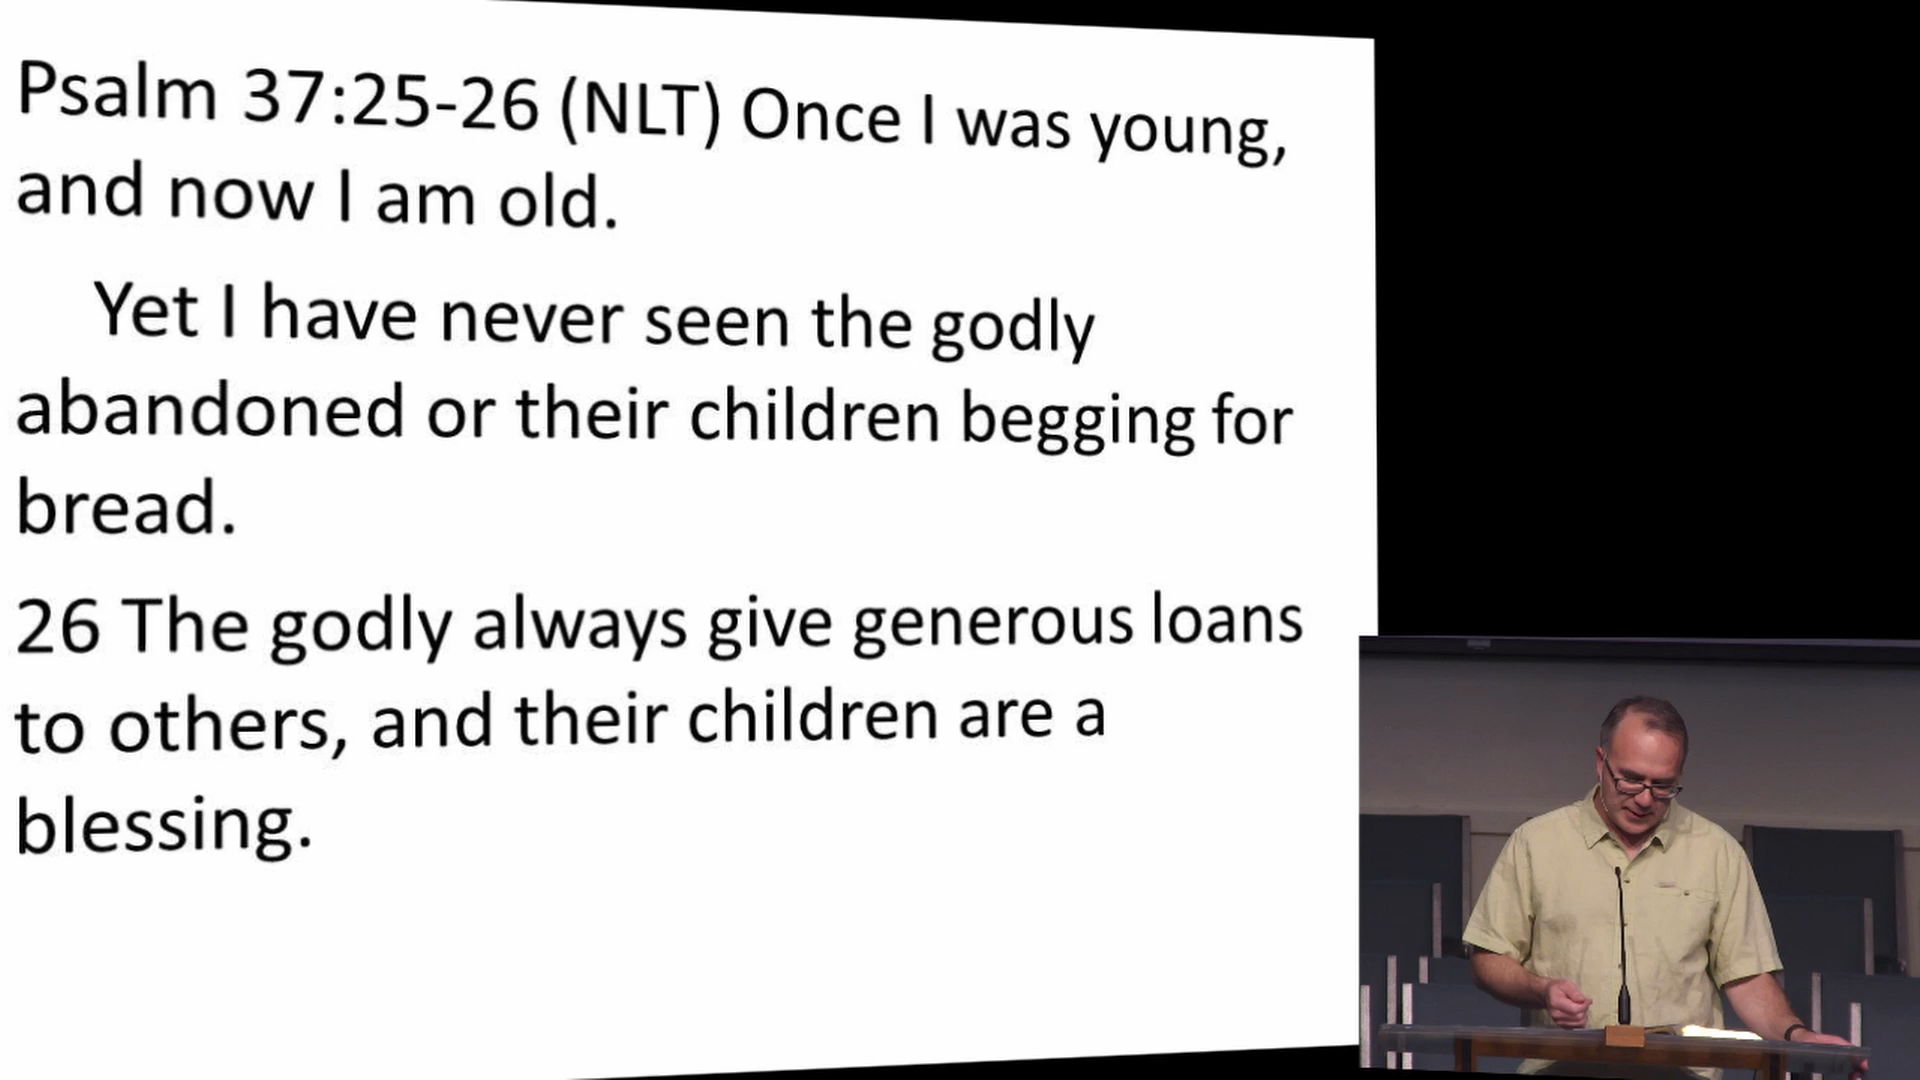 Psalm 37:25-26 (NLT) Once I was young,
and now I am old.
Yet I have never seen the godly
abandoned or their children begging for
bread.
26 The godly always give generous loans
to others, and their children are a
blessing.